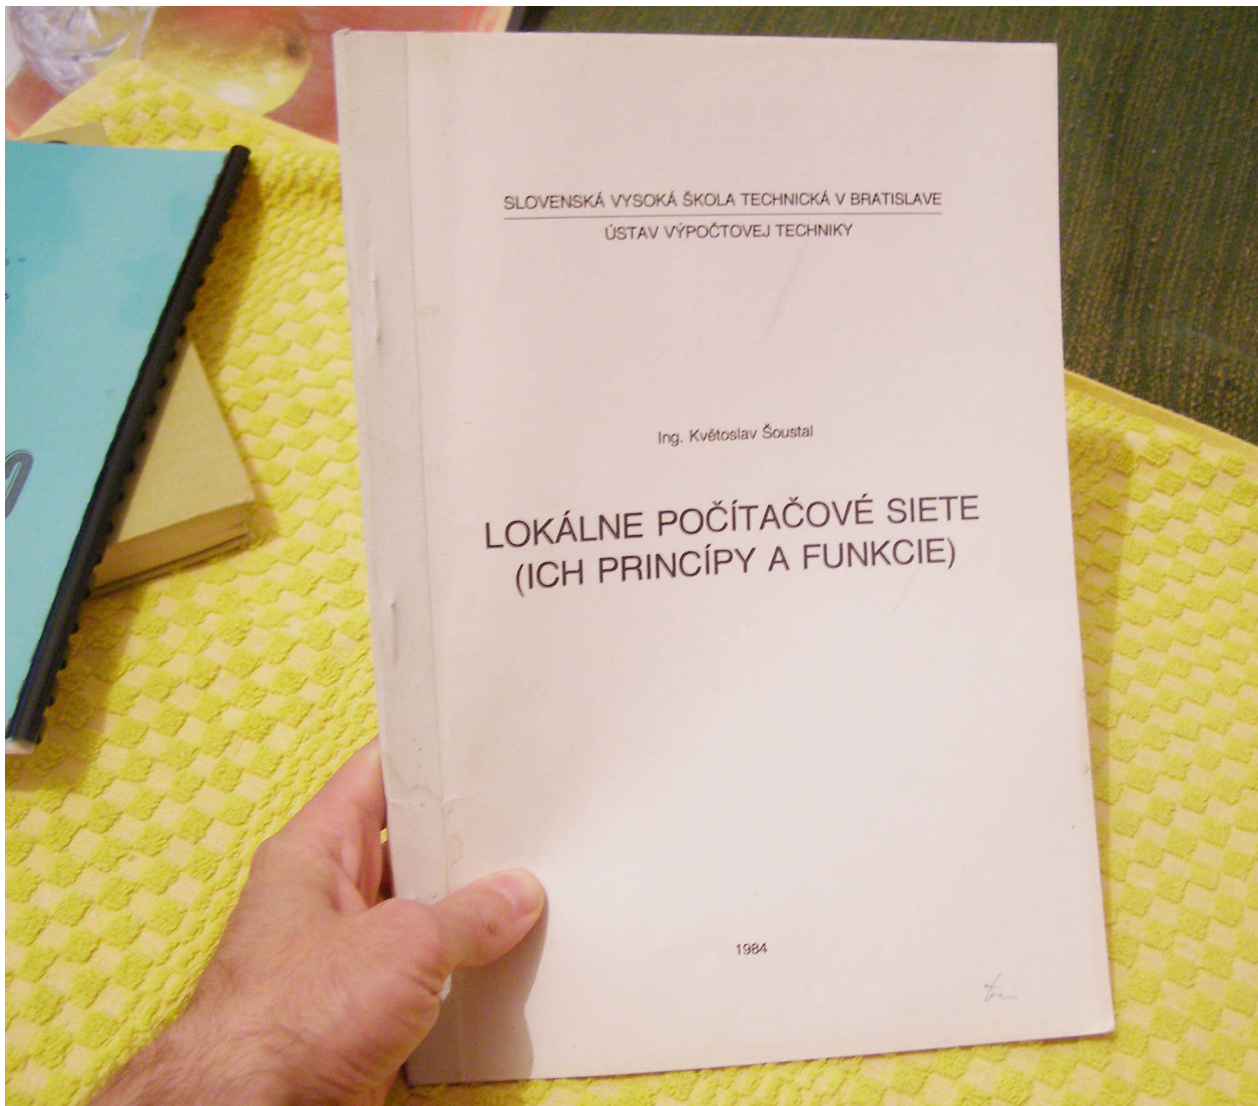 SLOVENSKÁ VYSOKÁ ŠKOLA TECHNICKÁ V BRATISLAVE
ÚSTAV VÝPOČTOVEJ TECHNIKY
Ing. Květoslav Šoustal
LOKÁLNE POČÍTAČOVÉ SIETE
(ICH PRINCÍPY A FUNKCIE)
1984